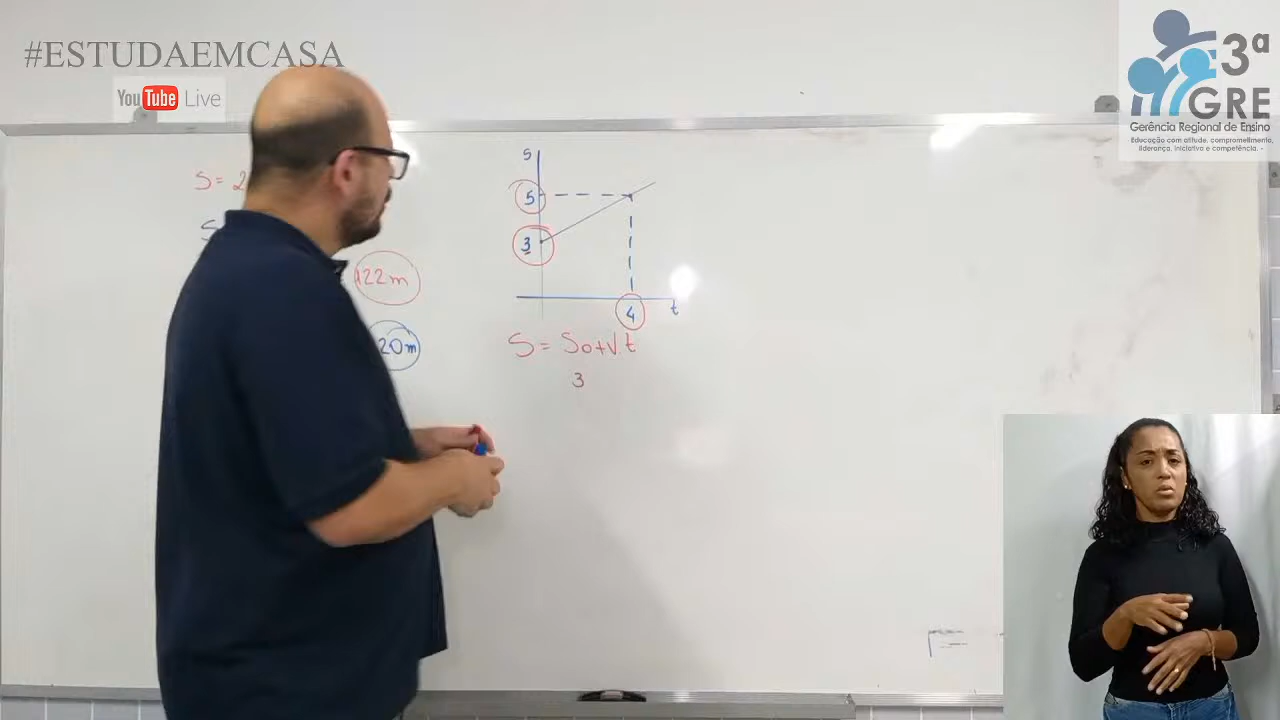 #ESTUDAEMCASA
YouTube Live
3ª
GRE
Gerência Regional de Ensino
Educação com atitude, comprometimento,
liderança, iniciativa e competência. -
S = 2
S
122m
20m
S
5
3
4
t
S = So+V.t
3